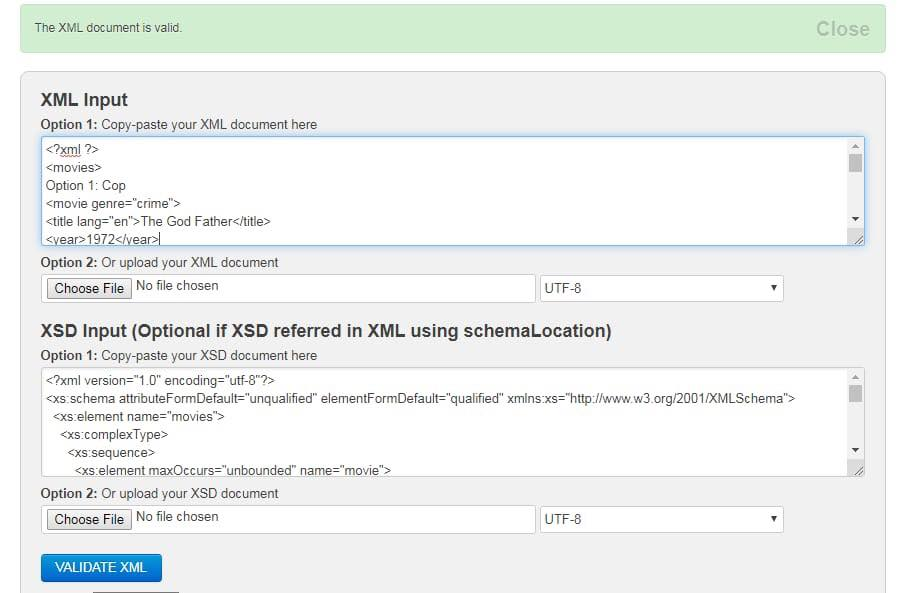 The XML document is valid.
Close
XML Input
Option 1: Copy-paste your XML document here
<?xml ?>
<movies>
Option 1: Cop
<movie genre="crime">
<title lang="en">The God Father</title>
<year>1972</year>
Option 2: Or upload your XML document
Choose File No file chosen
UTF-8
XSD Input (Optional if XSD referred in XML using schemaLocation)
Option 1: Copy-paste your XSD document here
<?xml version="1.0" encoding="utf-8"?>
<xs:schema attributeFormDefault="unqualified" elementFormDefault="qualified" xmlns:xs="http://www.w3.org/2001/XMLSchema">
<xs:element name="movies">
<xs:complexType>
<xs:sequence>
<xs:element maxOccurs="unbounded" name="movie">
Option 2: Or upload your XSD document
Choose File No file chosen
UTF-8
VALIDATE XML